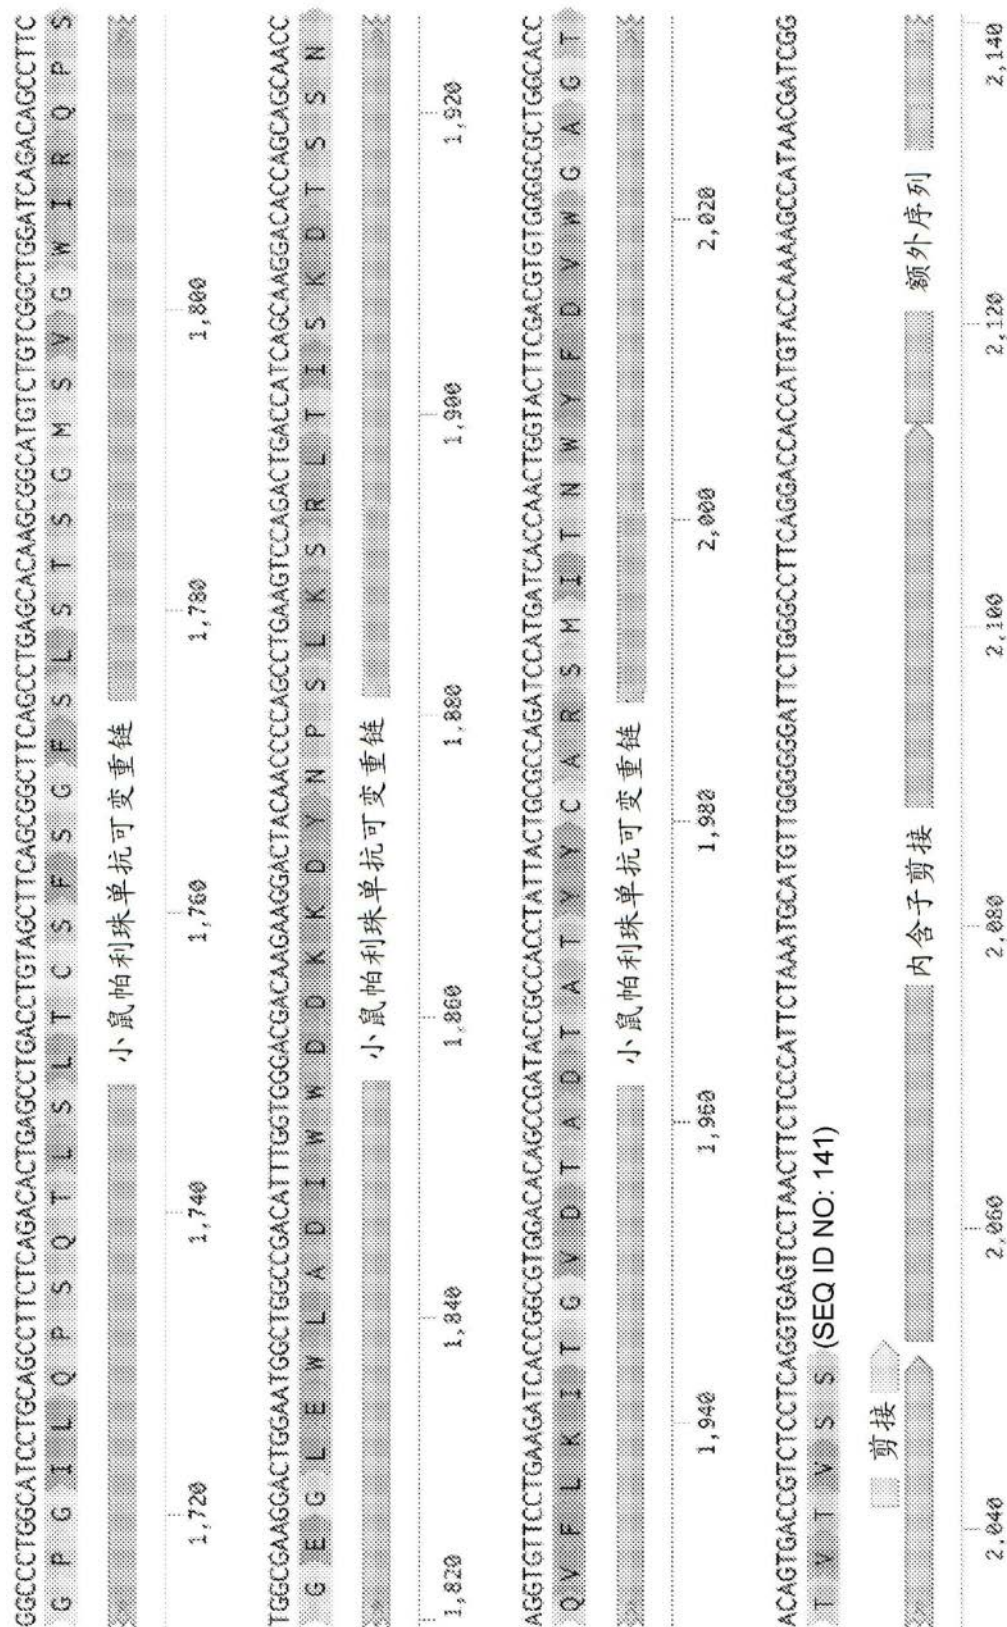 GGCCCTGGCATCCTGCAGCCTTCTCAGACACTGAGCCTGACCTGTAGCTTCAGCGGCTTCAGCCTGAGCACAAGCGGCATGTCTGTCGGCTGGATCAGACAGCCTTC
G P G I L Q P S Q T L S L T C S F S G F S L S T S G M S V G W I R Q P S
小鼠帕利珠单抗可变重链
1,720 1,740 1,760 1,780 1,800
TGGCGAAGGACTGGAATGGCTGGCCGACATTTGGTGGGACGACAAGAAGGACTACAACCCCAGCCTGAAGTCCAGACTGACCATCAGCAAGGACACCAGCAGCAACC
G E G L E W L A D I W W D D K K D Y N P S L K S R L T I S K D T S S N
小鼠帕利珠单抗可变重链
1,820 1,840 1,860 1,880 1,900 1,920
AGGTGTTCCTGAAGATCACCGGCGTGGACACAGCCGATACCGCCACCTATTACTGCGCCAGATCCATGATCACCAACTGGTACTTCGACGTGTGGGGCGCTGGCACC
Q V F L K I T G V D T A D T A T Y Y C A R S M I T N W Y F D V W G A G T
小鼠帕利珠单抗可变重链
1,940 1,960 1,980 2,000 2,020
ACAGTGACCGTCTCCTCAGGTGAGTCCTAACTTCTCCCATTCTAAATGCATGTTGGGGGGATTCTGGGCCTTCAGGACCACCATGTACCAAAAGCCATAACGATCGG
T V T V S S (SEQ ID NO: 141)
剪接
内含子剪接 额外序列
2,040 2,060 2,080 2,100 2,120 2,140